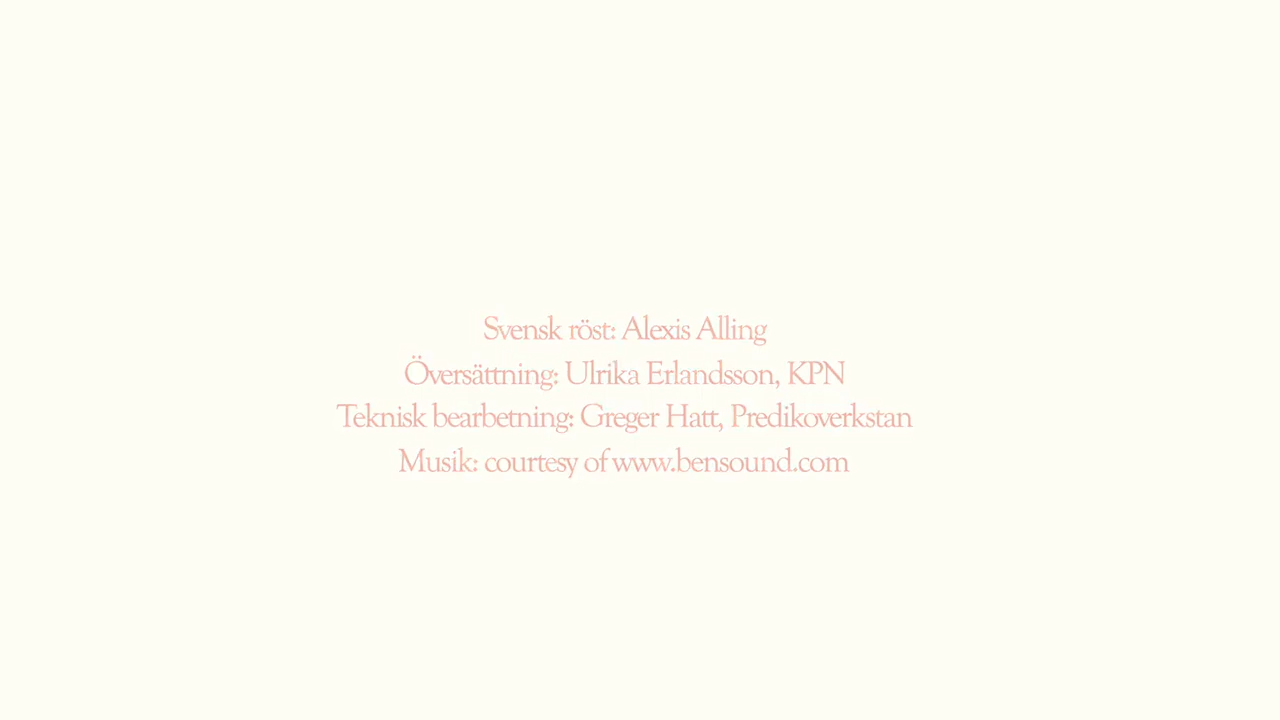 Svensk röst: Alexis Alling
Översättning: Ulrika Erlandsson, KPN
Teknisk bearbetning: Greger Hatt, Predikoverkstan
Musik: courtesy of www.bensound.com